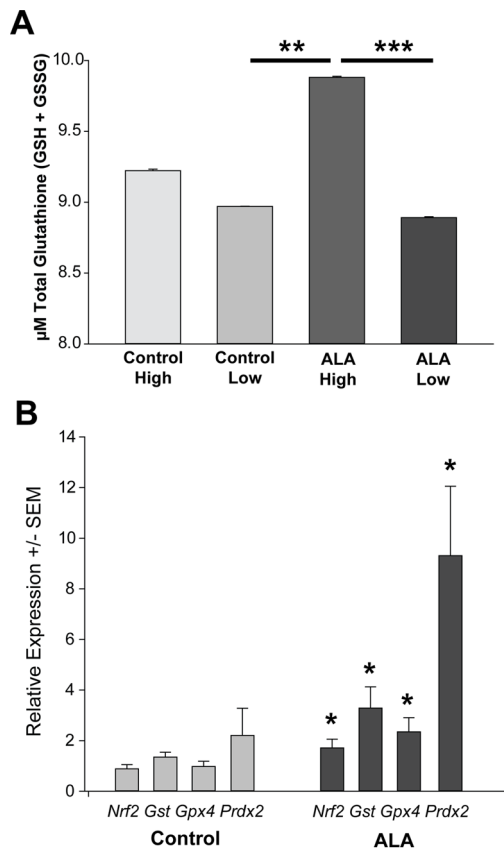 A
** ***
10.0
9.5
9.0
8.5
8.0
µM Total Glutathione (GSH + GSSG)
Control High
Control Low
ALA High
ALA Low
B
14
12
10
8
6
4
2
0
Relative Expression +/- SEM
* * * *
Nrf2 Gst Gpx4 Prdx2 Nrf2 Gst Gpx4 Prdx2
Control ALA